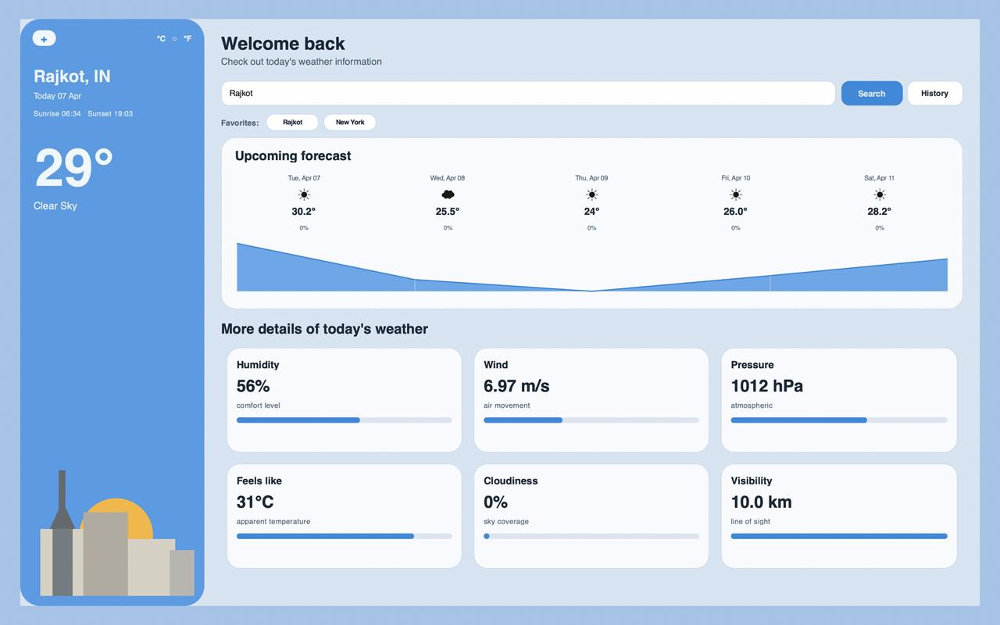 +
°C ○ °F
Rajkot, IN
Today 07 Apr
Sunrise 06:34 Sunset 19:03
29°
Clear Sky
Welcome back
Check out today's weather information
Rajkot
Search
History
Favorites:
Rajkot
New York
Upcoming forecast
Tue, Apr 07
Wed, Apr 08
Thu, Apr 09
Fri, Apr 10
Sat, Apr 11
30.2°
25.5°
24°
26.0°
28.2°
0%
0%
0%
0%
0%
More details of today's weather
Humidity
56%
comfort level
Wind
6.97 m/s
air movement
Pressure
1012 hPa
atmospheric
Feels like
31°C
apparent temperature
Cloudiness
0%
sky coverage
Visibility
10.0 km
line of sight